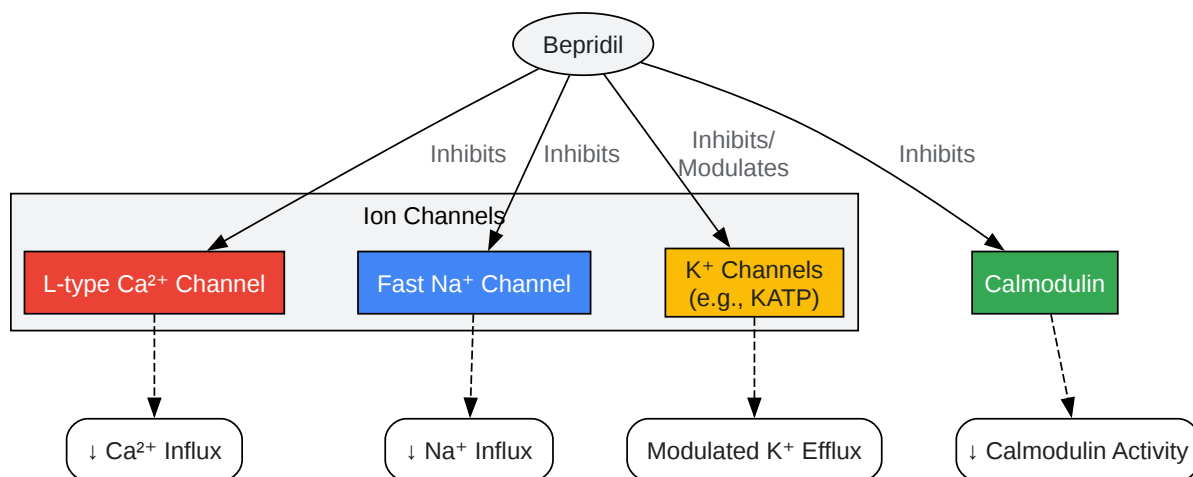 Bepridil
Inhibits
Inhibits
Inhibits/
Modulates
Inhibits
Ion Channels
L-type Ca²⁺ Channel
Fast Na⁺ Channel
K⁺ Channels
(e.g., KATP)
Calmodulin
↓ Ca²⁺ Influx
↓ Na⁺ Influx
Modulated K⁺ Efflux
↓ Calmodulin Activity